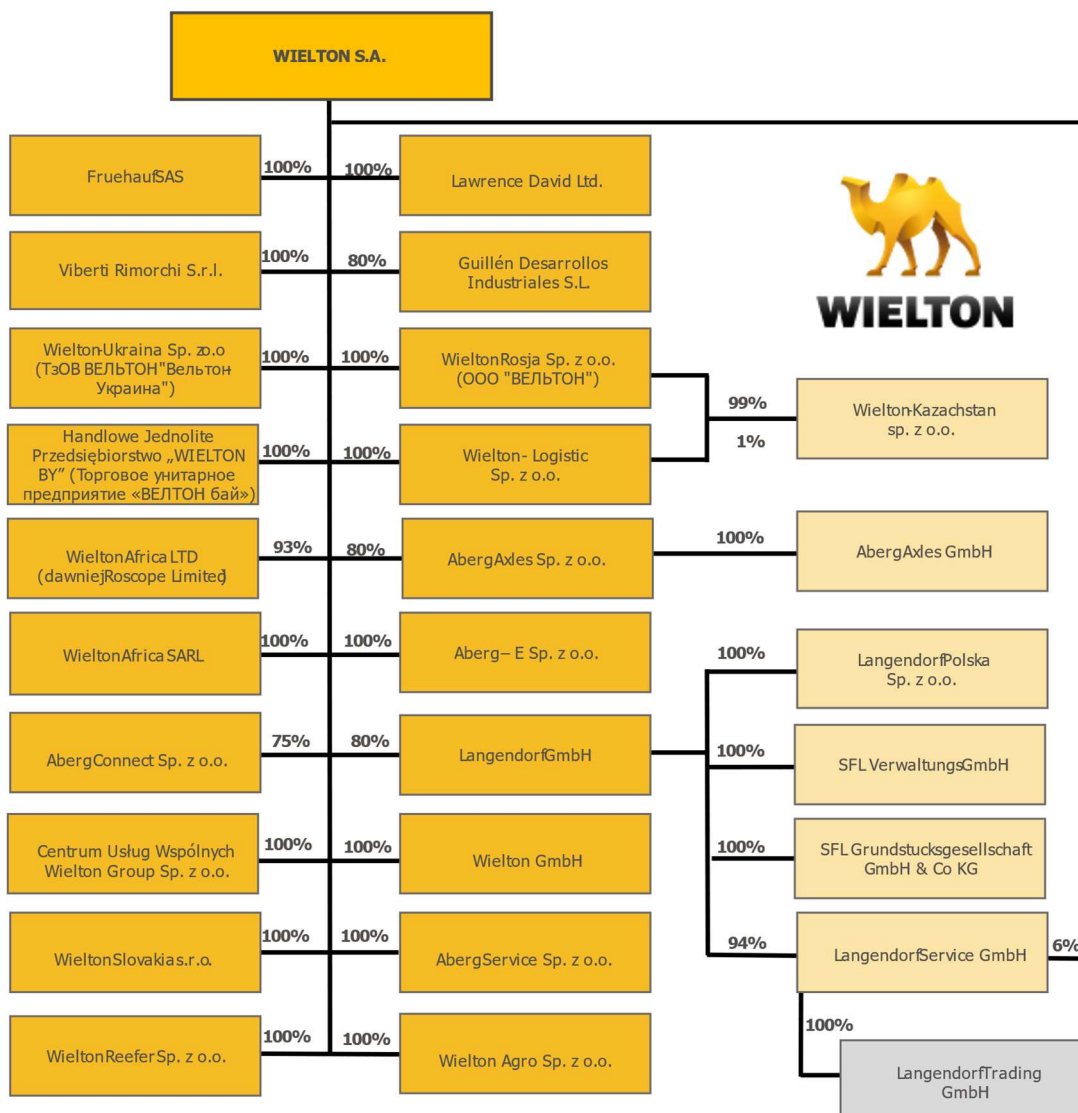 WIELTON S.A.
FruehaufSAS
100%
100%
Lawrence David Ltd.
Viberti Rimorchi S.r.l.
100%
80%
Guillén Desarrollos
Industriales S.L.
WIELTON
Wielton-Ukraina Sp. zo.o
(ТзОВ ВЕЛЬТОН"Вельтон-
Украина")
100%
100%
WieltonRosja Sp. z o.o.
(ООО "ВЕЛЬТОН")
99%
1%
Wielton-Kazachstan
sp. z o.o.
Handlowe Jednolite
Przedsiębiorstwo „WIELTON
BY” (Торговое унитарное
предприятие «ВЕЛТОН бай»)
100%
100%
Wielton- Logistic
Sp. z o.o.
WieltonAfrica LTD
(dawniejRoscope Limited)
93%
80%
AbergAxles Sp. z o.o.
100%
AbergAxles GmbH
WieltonAfrica SARL
100%
100%
Aberg– E Sp. z o.o.
100%
LangendorfPolska
Sp. z o.o.
AbergConnect Sp. z o.o.
75%
80%
LangendorfGmbH
100%
SFL VerwaltungsGmbH
Centrum Usług Wspólnych
Wielton Group Sp. z o.o.
100%
100%
Wielton GmbH
100%
SFL Grundstucksgesellschaft
GmbH & Co KG
WieltonSlovakias.r.o.
100%
100%
AbergService Sp. z o.o.
94%
LangendorfService GmbH
6%
WieltonReefer Sp. z o.o.
100%
100%
Wielton Agro Sp. z o.o.
100%
LangendorfTrading
GmbH